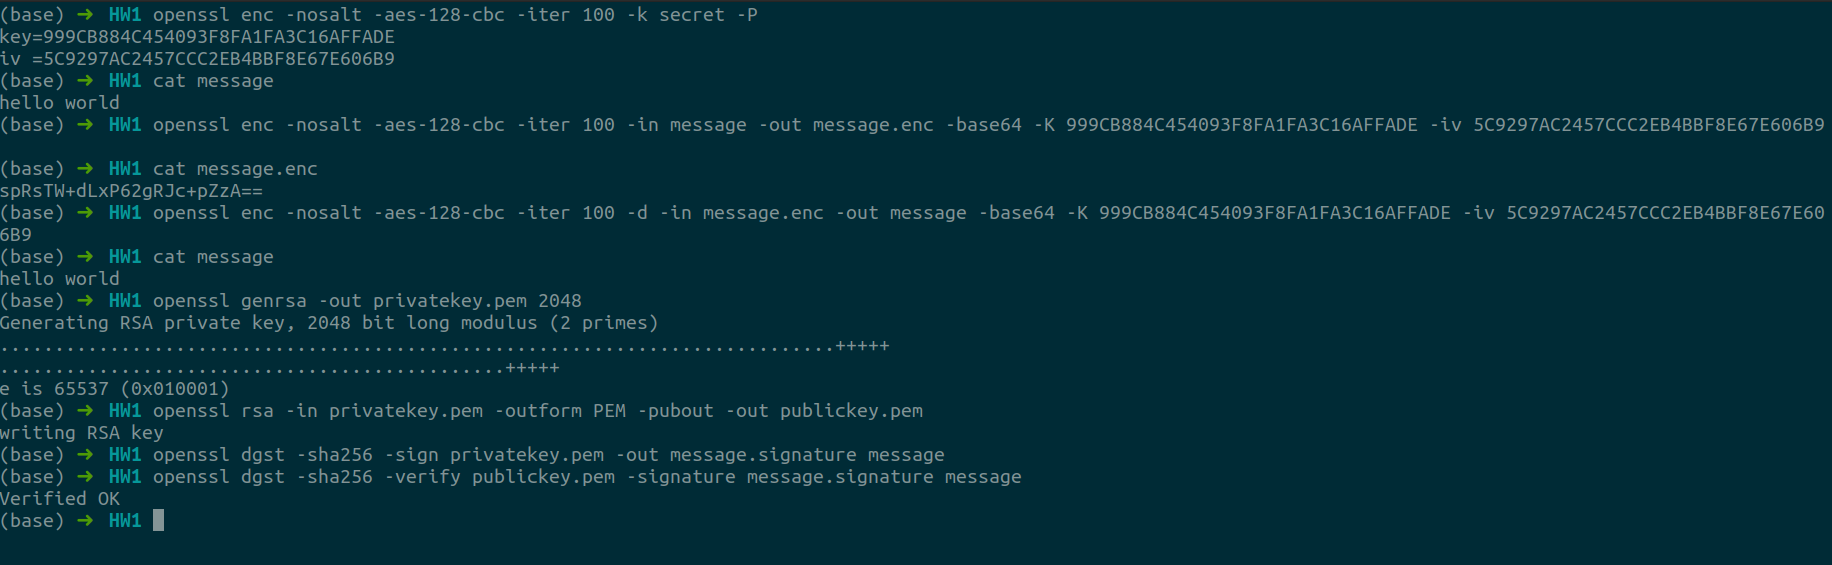 (base) ➜ HW1 openssl enc -nosalt -aes-128-cbc -iter 100 -k secret -P
key=999CB884C454093F8FA1FA3C16AFFADE
iv =5C9297AC2457CCC2EB4BBF8E67E606B9
(base) ➜ HW1 cat message
hello world
(base) ➜ HW1 openssl enc -nosalt -aes-128-cbc -iter 100 -in message -out message.enc -base64 -K 999CB884C454093F8FA1FA3C16AFFADE -iv 5C9297AC2457CCC2EB4BBF8E67E606B9
(base) ➜ HW1 cat message.enc
spRsTW+dLxP62gRJc+pZzA==
(base) ➜ HW1 openssl enc -nosalt -aes-128-cbc -iter 100 -d -in message.enc -out message -base64 -K 999CB884C454093F8FA1FA3C16AFFADE -iv 5C9297AC2457CCC2EB4BBF8E67E60
6B9
(base) ➜ HW1 cat message
hello world
(base) ➜ HW1 openssl genrsa -out privatekey.pem 2048
Generating RSA private key, 2048 bit long modulus (2 primes)
............................................................................+++++
..............................................+++++
e is 65537 (0x010001)
(base) ➜ HW1 openssl rsa -in privatekey.pem -outform PEM -pubout -out publickey.pem
writing RSA key
(base) ➜ HW1 openssl dgst -sha256 -sign privatekey.pem -out message.signature message
(base) ➜ HW1 openssl dgst -sha256 -verify publickey.pem -signature message.signature message
Verified OK
(base) ➜ HW1